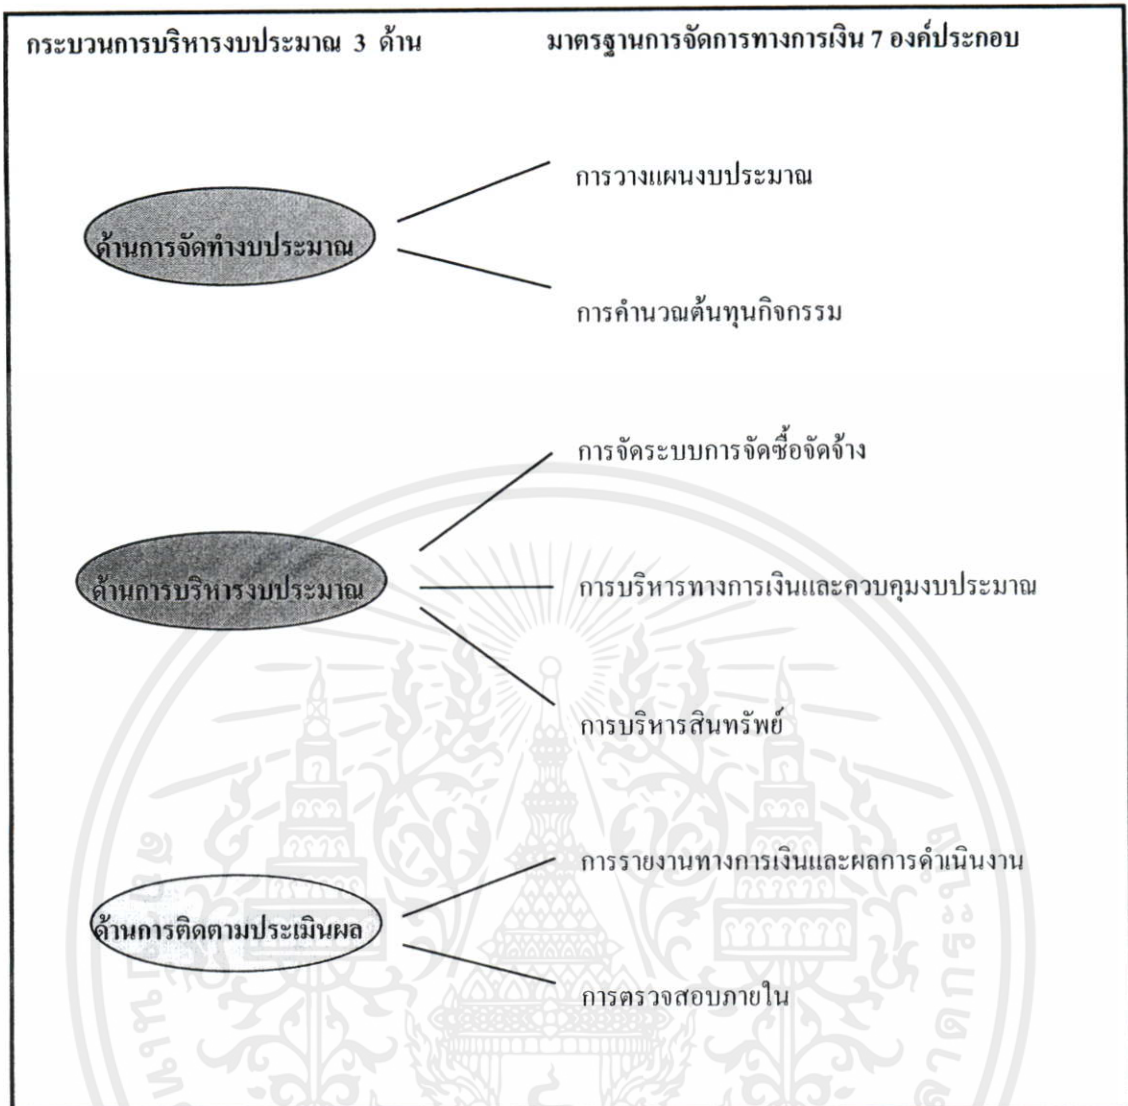 กระบวนการบริหารงบประมาณ 3 ด้าน
มาตรฐานการจัดการทางการเงิน 7 องค์ประกอบ
ด้านการจัดทำงบประมาณ
การวางแผนงบประมาณ
การคำนวณต้นทุนกิจกรรม
ด้านการบริหารงบประมาณ
การจัดระบบการจัดซื้อจัดจ้าง
การบริหารทางการเงินและควบคุมงบประมาณ
การบริหารสินทรัพย์
ด้านการติดตามประเมินผล
การรายงานทางการเงินและผลการดำเนินงาน
การตรวจสอบภายใน